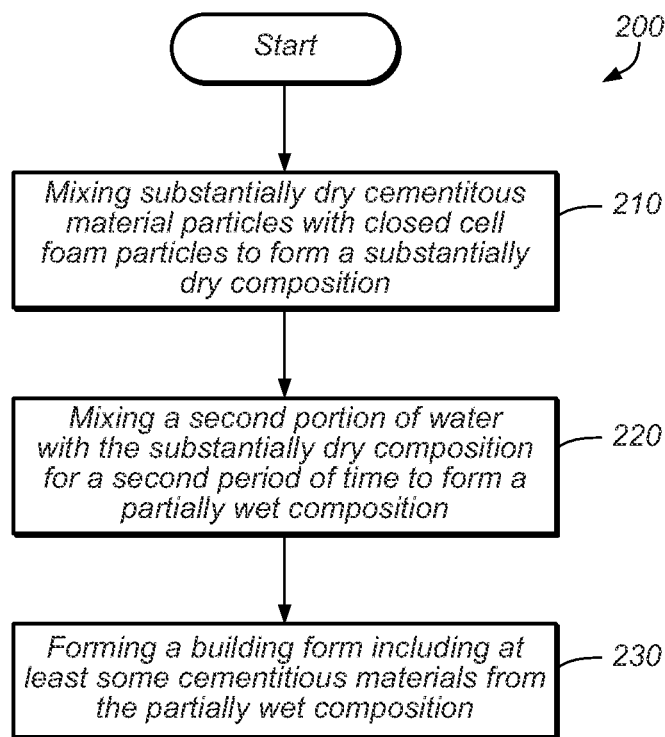 Start
200
Mixing substantially dry cementitous
material particles with closed cell
foam particles to form a substantially
dry composition
210
Mixing a second portion of water
with the substantially dry composition
for a second period of time to form a
partially wet composition
220
Forming a building form including at
least some cementitious materials from
the partially wet composition
230